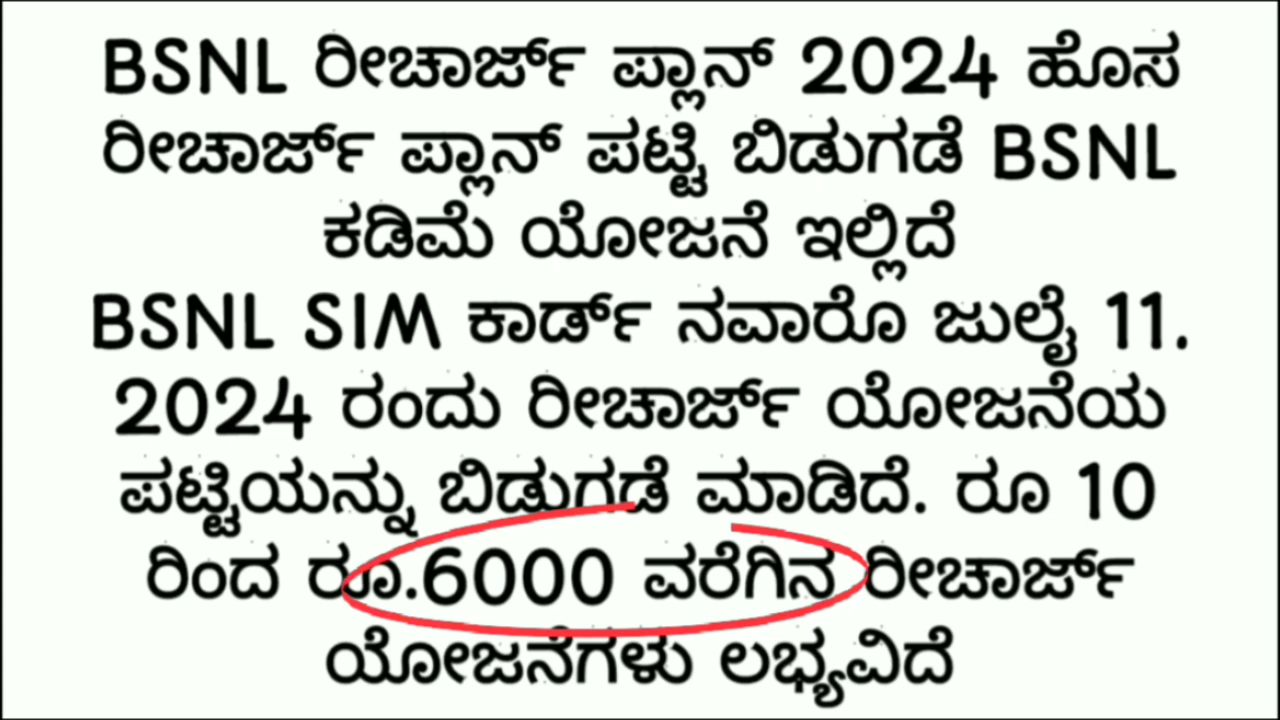 BSNL ರೀಚಾರ್ಜ್ ಪ್ಲಾನ್ 2024 ಹೊಸ
ರೀಚಾರ್ಜ್ ಪ್ಲಾನ್ ಪಟ್ಟಿ ಬಿಡುಗಡೆ BSNL
ಕಡಿಮೆ ಯೋಜನೆ ಇಲ್ಲಿದೆ
BSNL SIM ಕಾರ್ಡ್ ನವಾರೊ ಜುಲೈ 11.
2024 ರಂದು ರೀಚಾರ್ಜ್ ಯೋಜನೆಯ
ಪಟ್ಟಿಯನ್ನು ಬಿಡುಗಡೆ ಮಾಡಿದೆ. ರೂ 10
ರಿಂದ ರೂ.6000 ವರೆಗಿನ ರೀಚಾರ್ಜ್
ಯೋಜನೆಗಳು ಲಭ್ಯವಿದೆ